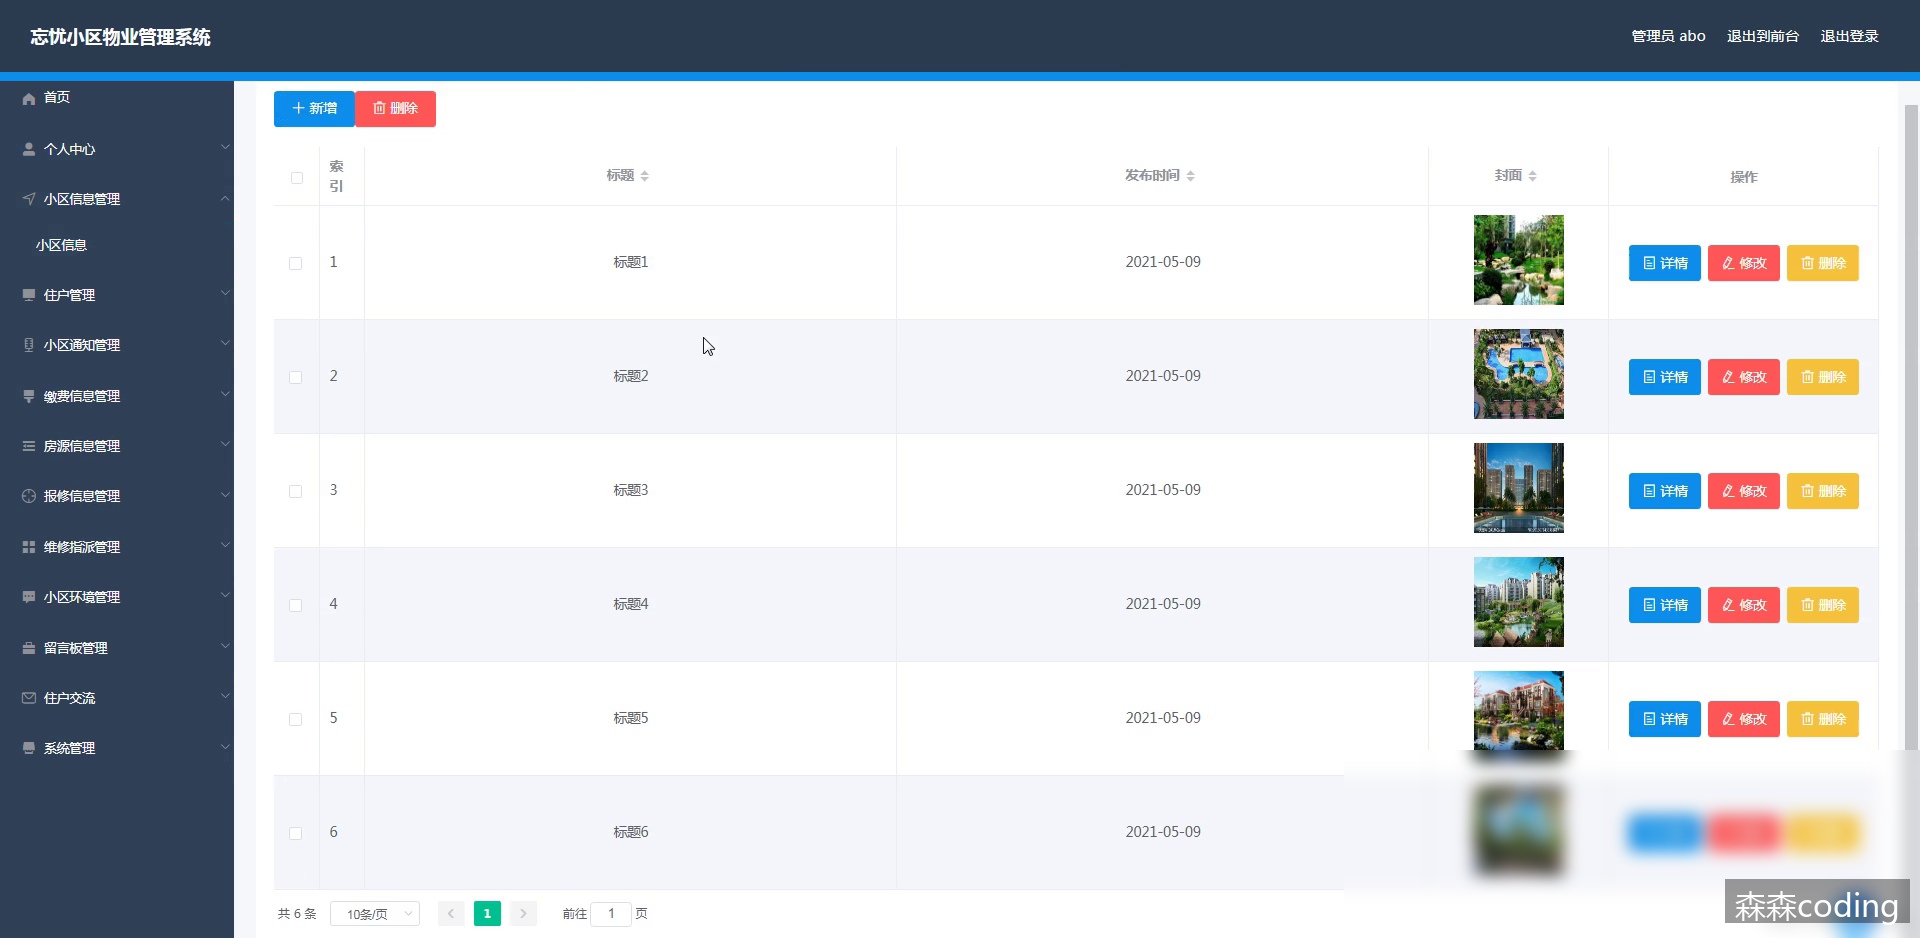 忘忧小区物业管理系统
管理员 abo 退出到前台 退出登录
首页
个人中心
小区信息管理
小区信息
住户管理
小区通知管理
缴费信息管理
房源信息管理
报修信息管理
维修指派管理
小区环境管理
留言板管理
住户交流
系统管理
新增 删除
索引 标题 发布时间 封面 操作
1 标题1 2021-05-09 详情 修改 删除
2 标题2 2021-05-09 详情 修改 删除
3 标题3 2021-05-09 详情 修改 删除
4 标题4 2021-05-09 详情 修改 删除
5 标题5 2021-05-09 详情 修改 删除
6 标题6 2021-05-09
共 6 条 10条/页 1 前往 1 页
森森coding